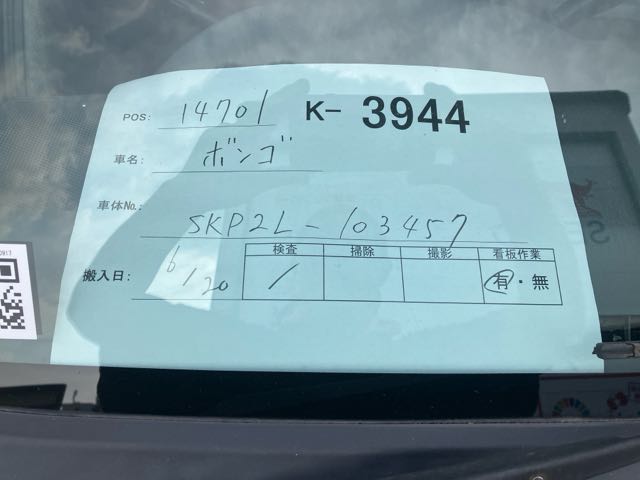 POS: 14701 K- 3944
車名: ボンゴ
車体No.: SKP2L-103457
検査 掃除 撮影 看板作業
搬入日: 6/20 / 有・無